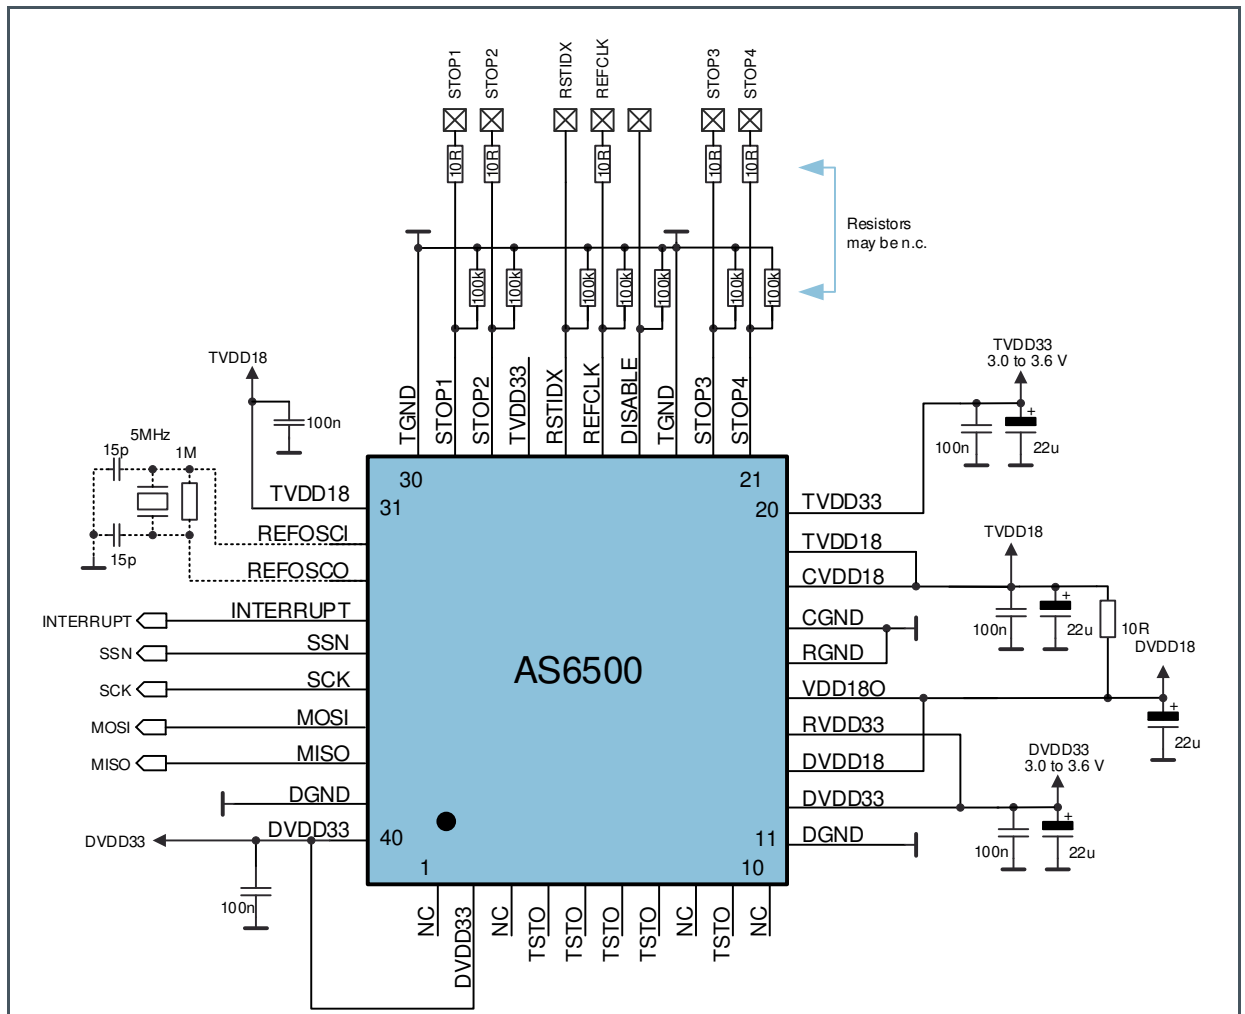 STOP1
STOP2
RSTIDX
REFCLK
STOP3
STOP4
10R
10R
10R
10R
10R
Resistors
may be n.c.
100k
100k
100k
100k
100k
100k
100k
TVDD18
100n
TGND
STOP1
STOP2
TVDD33
RSTIDX
REFCLK
DISABLE
TGND
STOP3
STOP4
TVDD33
3.0 to 3.6 V
+
100n
22u
5MHz
15p
1M
15p
30
21
TVDD18
31
20
TVDD33
REFOSCI
REFOSCO
TVDD18
CVDD18
TVDD18
+
100n
22u
10R
INTERRUPT
INTERRUPT
SSN
SSN
SCK
SCK
MOSI
MOSI
MISO
MISO
AS6500
CGND
RGND
VDD18O
RVDD33
DVDD18
DVDD33
DGND
DVDD18
+
22u
DVDD33
3.0 to 3.6 V
+
100n
22u
DGND
DVDD33
DVDD33
40
11
100n
1
10
NC
DVDD33
NC
TSTO
TSTO
TSTO
TSTO
NC
TSTO
NC